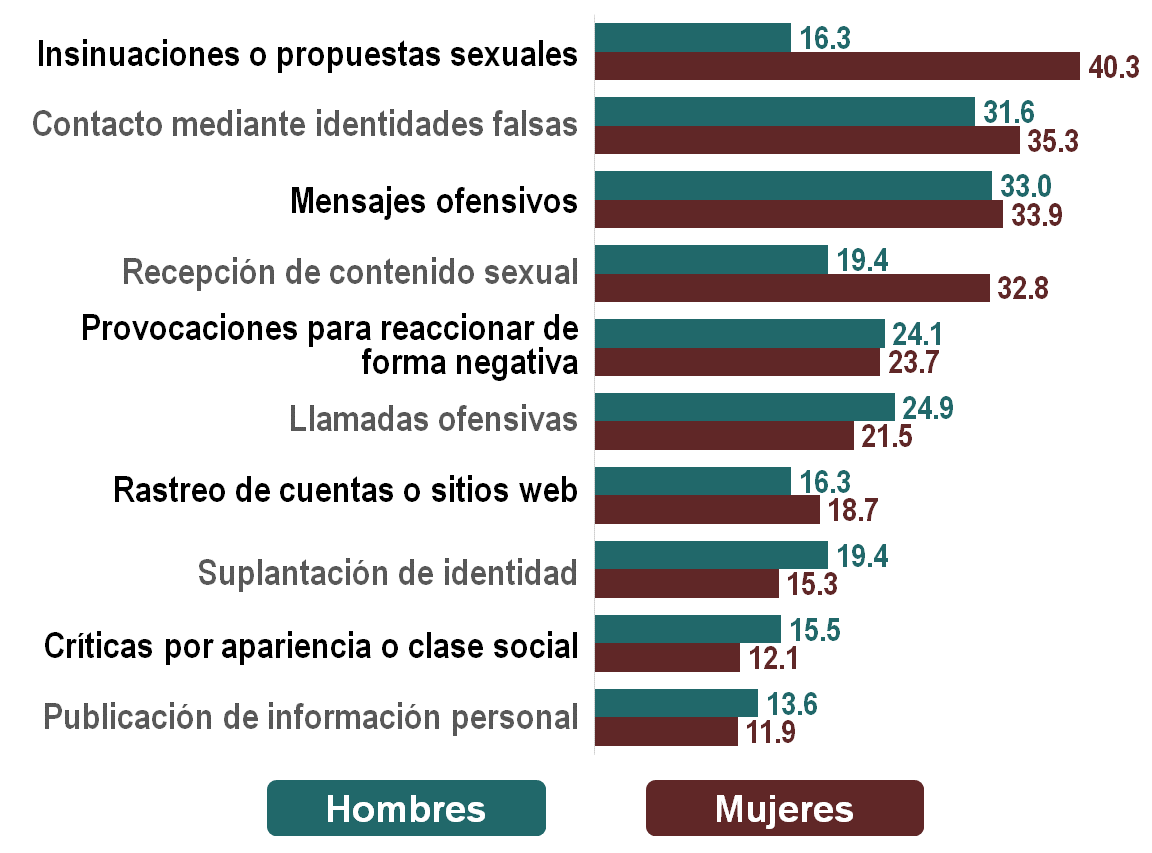 Insinuaciones o propuestas sexuales
16.3
40.3
Contacto mediante identidades falsas
31.6
35.3
Mensajes ofensivos
33.0
33.9
Recepción de contenido sexual
19.4
32.8
Provocaciones para reaccionar de
forma negativa
24.1
23.7
Llamadas ofensivas
24.9
21.5
Rastreo de cuentas o sitios web
16.3
18.7
Suplantación de identidad
19.4
15.3
Críticas por apariencia o clase social
15.5
12.1
Publicación de información personal
13.6
11.9
Hombres
Mujeres